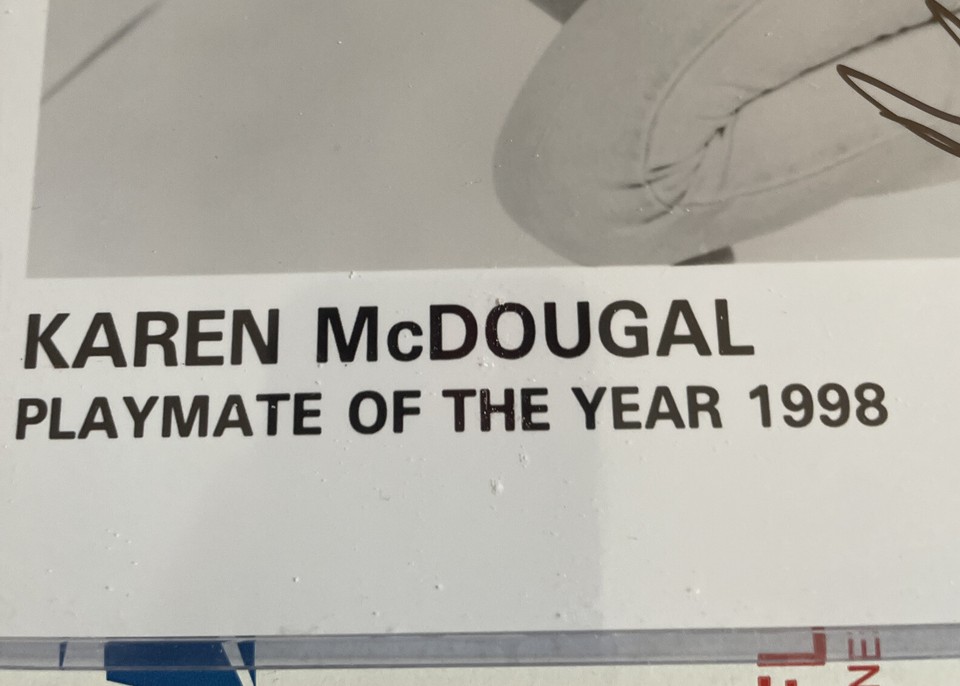 KAREN McDOUGAL
PLAYMATE OF THE YEAR 1998